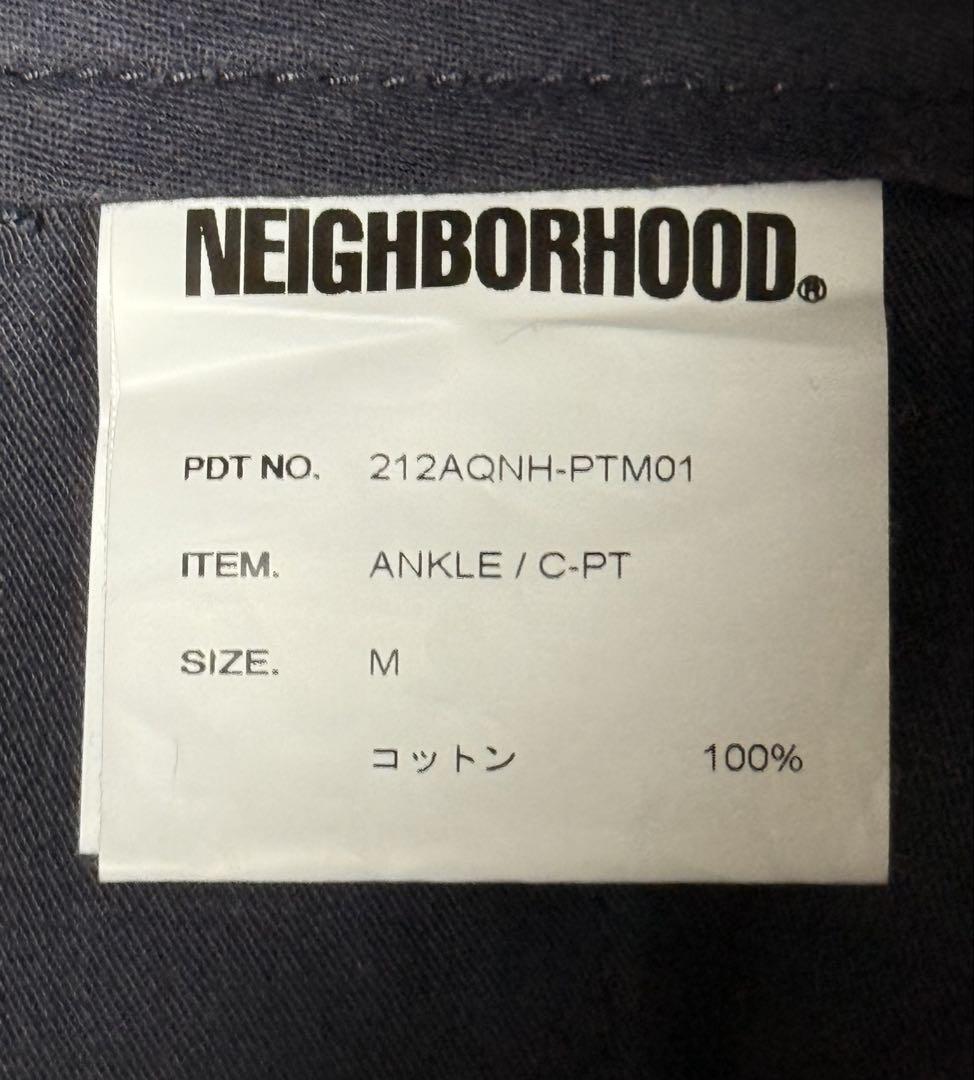 NEIGHBORHOOD®
PDT NO. 212AQNH-PTM01
ITEM. ANKLE / C-PT
SIZE. M
コットン 100%